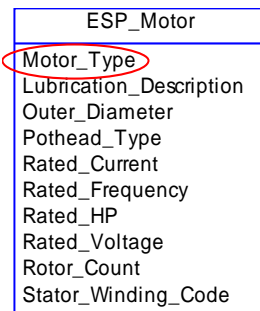 ESP_Motor
Motor_Type
Lubrication_Description
Outer_Diameter
Pothead_Type
Rated_Current
Rated_Frequency
Rated_HP
Rated_Voltage
Rotor_Count
Stator_Winding_Code